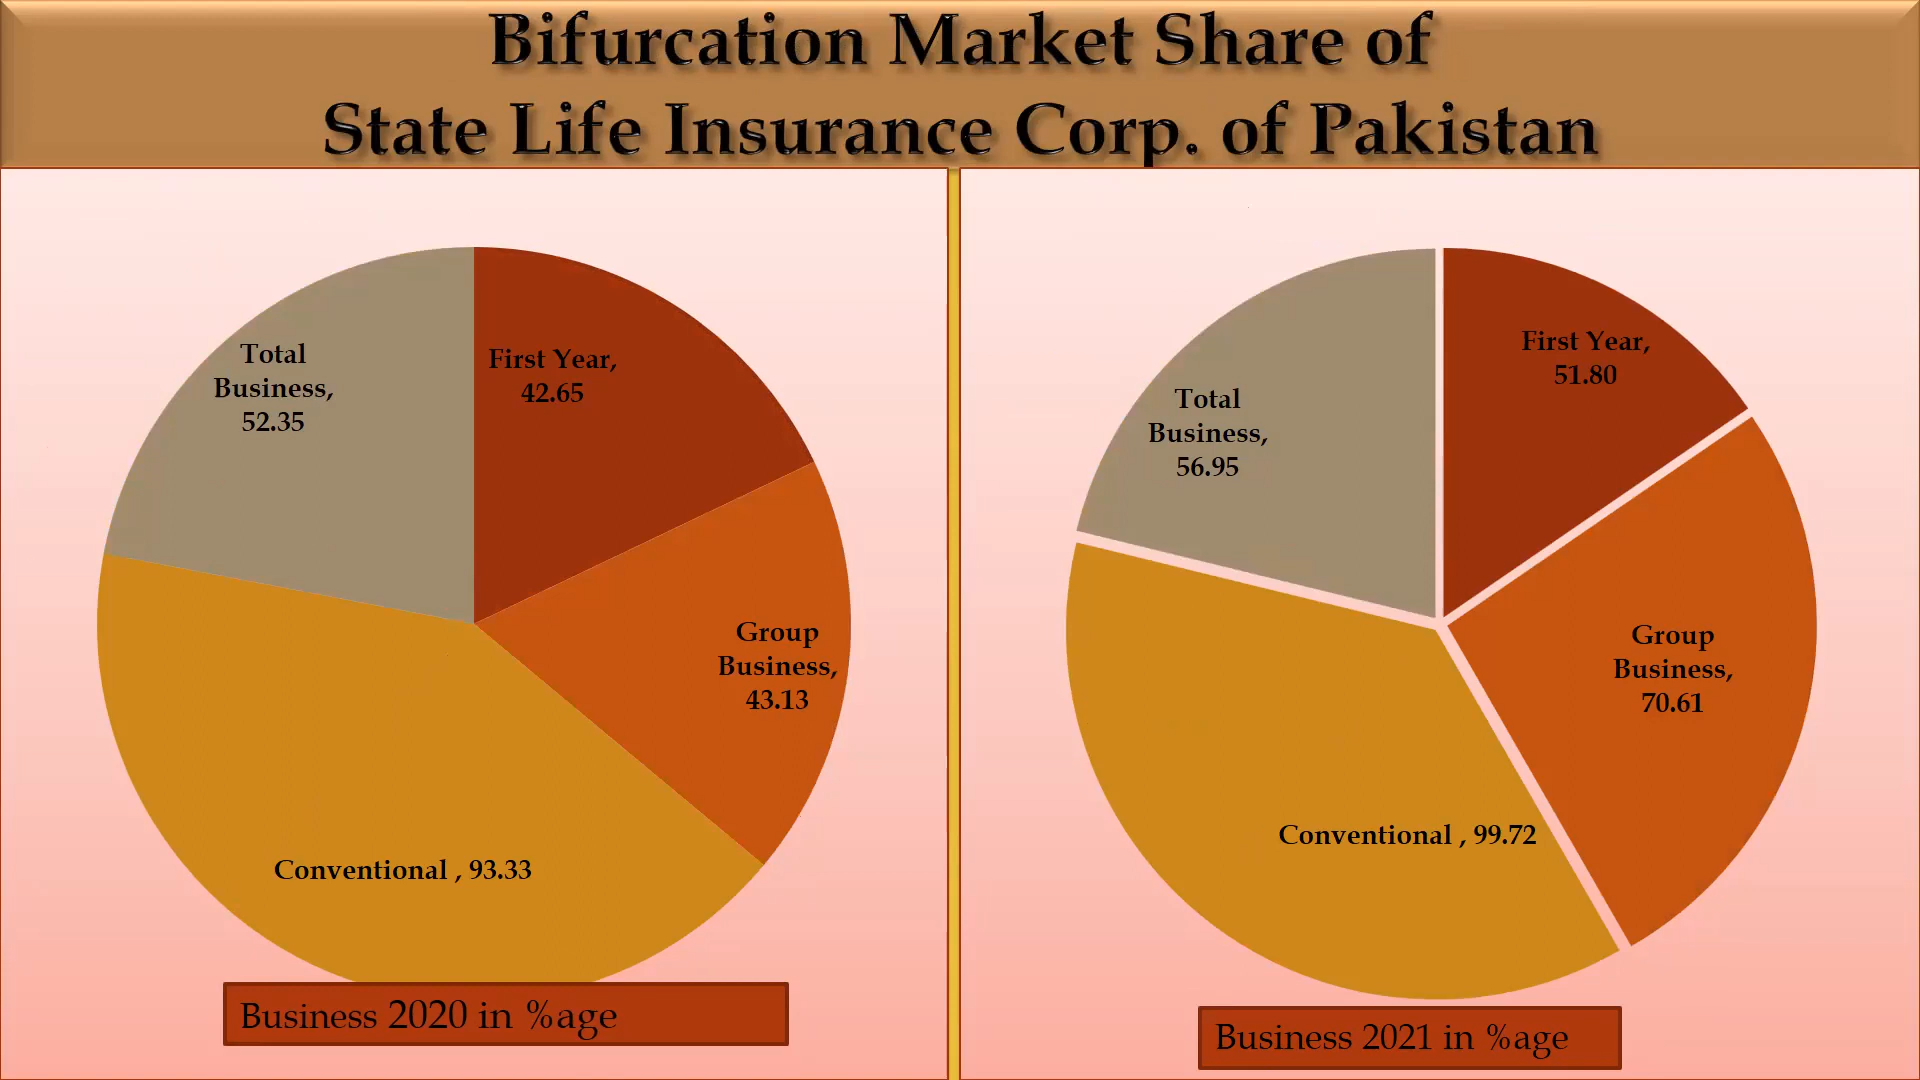 Bifurcation Market Share of
State Life Insurance Corp. of Pakistan
Total
Business,
52.35
First Year,
42.65
Group
Business,
43.13
Conventional , 93.33
Business 2020 in %age
First Year,
51.80
Total
Business,
56.95
Group
Business,
70.61
Conventional , 99.72
Business 2021 in %age